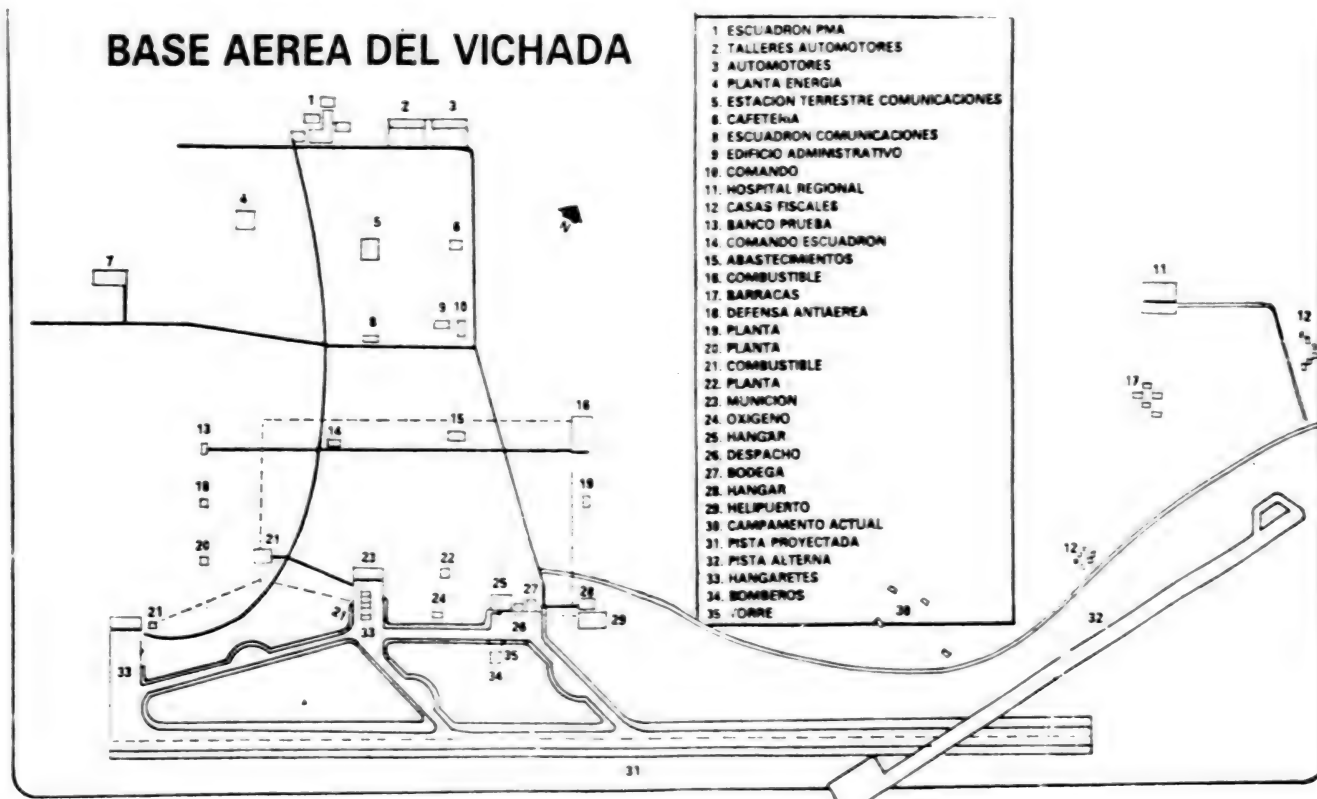 BASE AEREA DEL VICHADA
1 ESCUADRON PMA
2. TALLERES AUTOMOTORES
3 AUTOMOTORES
4 PLANTA ENERGIA
5. ESTACION TERRESTRE COMUNICACIONES
6. CAFETERIA
8 ESCUADRON COMUNICACIONES
9 EDIFICIO ADMINISTRATIVO
10. COMANDO
11. HOSPITAL REGIONAL
12 CASAS FISCALES
13. BANCO PRUEBA
14 COMANDO ESCUADRON
15. ABASTECIMIENTOS
16. COMBUSTIBLE
17. BARRACAS
18. DEFENSA ANTIAEREA
19. PLANTA
20. PLANTA
21. COMBUSTIBLE
22. PLANTA
23. MUNICION
24. OXIGENO
25. HANGAR
26. DESPACHO
27. BODEGA
28. HANGAR
29. HELIPUERTO
30. CAMPAMENTO ACTUAL
31. PISTA PROYECTADA
32. PISTA ALTERNA
33. HANGARETES
34. BOMBEROS
35 TORRE
1
2
3
4
5
6
N
7
8
9
10
11
12
17
13
14
15
16
18
19
20
21
23
22
24
25
27
26
28
29
12
30
32
21
21
33
33
35
34
31